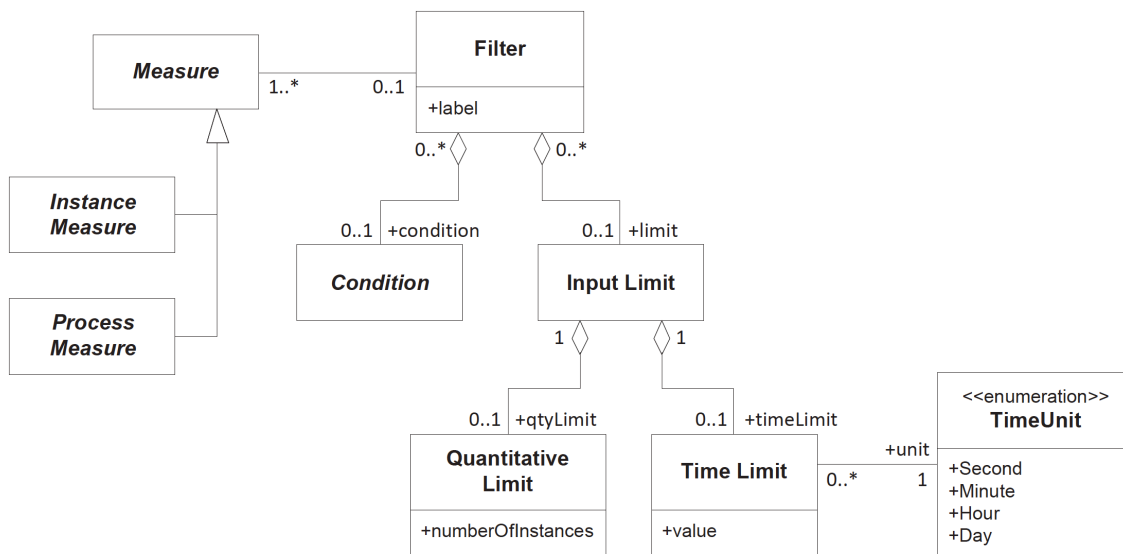 Filter
Measure
1..*
0..1
+label
0..*
0..*
Instance
Measure
0..1 +condition
0..1 +limit
Condition
Input Limit
Process
Measure
1
1
<<enumeration>>
TimeUnit
0..1 +qtyLimit
0..1 +timeLimit
+unit
Quantitative
Limit
Time Limit
0..*
1
+Second
+Minute
+Hour
+Day
+numberOfInstances
+value